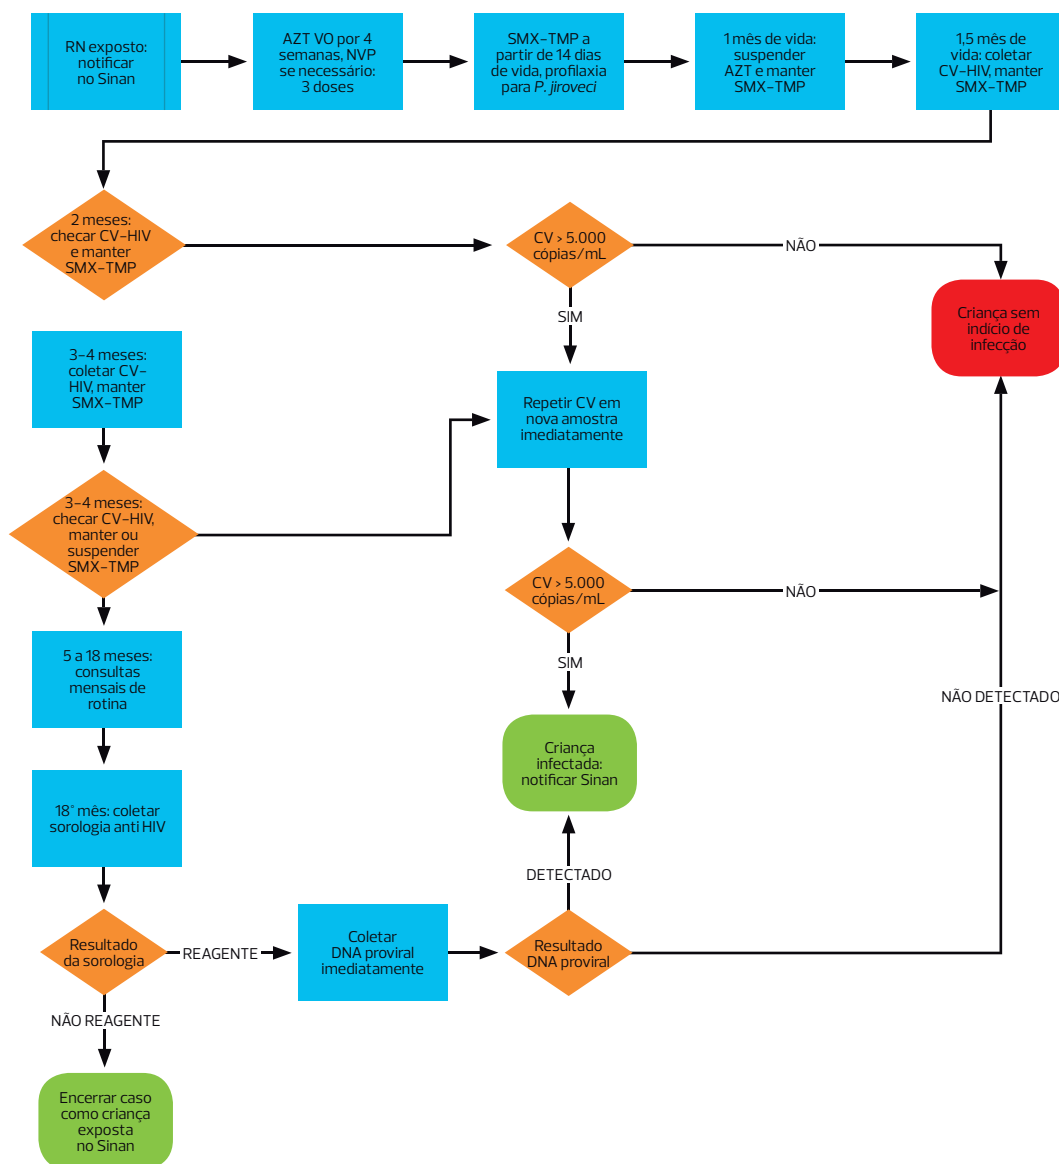 RN exposto:
notificar
no Sinan
AZT VO por 4
semanas, NVP
se necessário:
3 doses
SMX-TMP a
partir de 14 dias
de vida, profilaxia
para P. jiroveci
1 mês de vida:
suspender
AZT e manter
SMX-TMP
1,5 mês de
vida: coletar
CV-HIV, manter
SMX-TMP
2 meses:
checar CV-HIV
e manter
SMX-TMP
CV > 5.000
cópias/mL
NÃO
SIM
Criança sem
indício de
infecção
3-4 meses:
coletar CV-
HIV, manter
SMX-TMP
Repetir CV em
nova amostra
imediatamente
3-4 meses:
checar CV-HIV,
manter ou
suspender
SMX-TMP
CV > 5.000
cópias/mL
NÃO
SIM
5 a 18 meses:
consultas
mensais de
rotina
NÃO DETECTADO
Criança
infectada:
notificar Sinan
18° mês: coletar
sorologia anti HIV
DETECTADO
Resultado
da sorologia
REAGENTE
Coletar
DNA proviral
imediatamente
Resultado
DNA proviral
NÃO REAGENTE
Encerrar caso
como criança
exposta
no Sinan